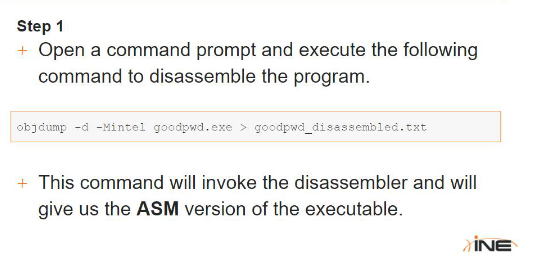 Step 1
+ Open a command prompt and execute the following
command to disassemble the program.
objdump -d -Mintel goodpwd.exe > goodpwd_disassembled.txt
+ This command will invoke the disassembler and will
give us the ASM version of the executable.
iNE